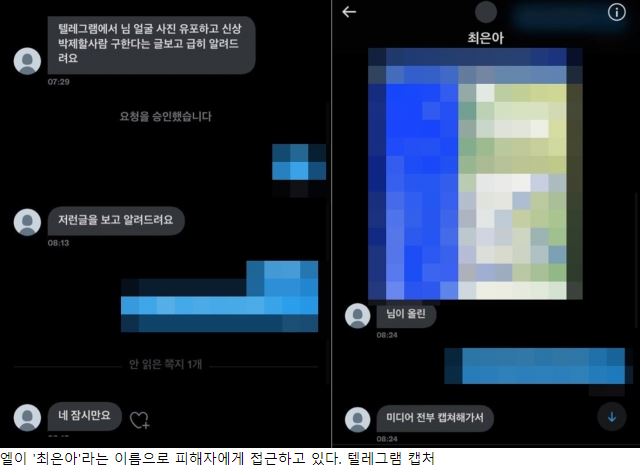 텔레그램에서 님 얼굴 사진 유포하고 신상
박제할사람 구한다는 글보고 급히 알려드
려요
07:29
요청을 승인했습니다
저런글을 보고 알려드려요
08:13
안 읽은 쪽지 1개
네 잠시만요
최은아
님이 올린
08:24
미디어 전부 캡쳐해가서
08:24
엘이 '최은아'라는 이름으로 피해자에게 접근하고 있다. 텔레그램 캡처